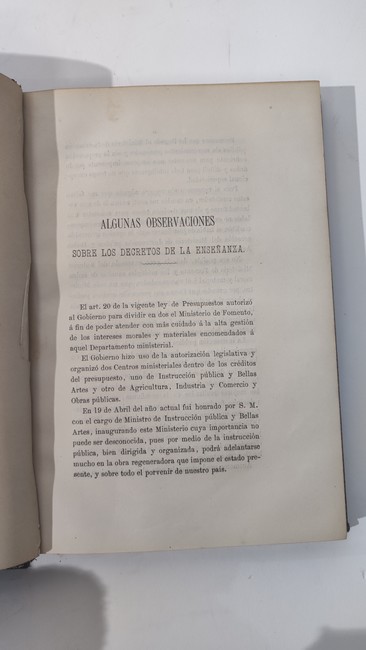 ALGUNAS OBSERVACIONES
SOBRE LOS DECRETOS DE LA ENSEÑANZA.
El art. 20 de la vigente ley de Presupuestos autorizó
al Gobierno para dividir en dos el Ministerio de Fomento,
á fin de poder atender con más cuidado á la alta gestión
de los intereses morales y materiales encomendados á
aquel Departamento ministerial.
El Gobierno hizo uso de la autorización legislativa y
organizó dos Centros ministeriales dentro de los créditos
del presupuesto, uno de Instrucción pública y Bellas
Artes y otro de Agricultura, Industria y Comercio y
Obras públicas.
En 19 de Abril del año actual fuí honrado por S. M.
con el cargo de Ministro de Instrucción pública y Bellas
Artes, inaugurando este Ministerio cuya importancia no
puede ser desconocida, pues por medio de la instrucción
pública, bien dirigida y organizada, podrá adelantarse
mucho en la obra regeneradora que impone el estado pre-
sente, y sobre todo el porvenir de nuestro país.